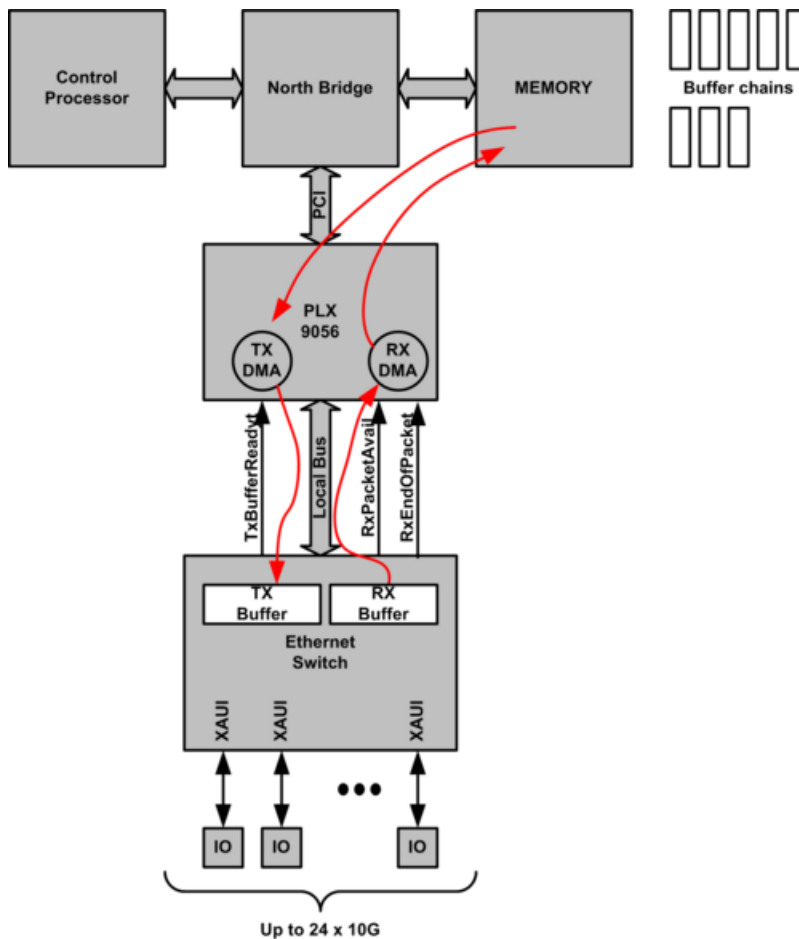 Control
Processor
North Bridge
MEMORY
Buffer chains
PCI
PLX
9056
TX
DMA
RX
DMA
TxBufferReadyt
Local Bus
RxPacketAvail
RxEndOfPacket
TX
Buffer
RX
Buffer
Ethernet
Switch
XAUI
XAUI
XAUI
IO
IO
IO
Up to 24 x 10G